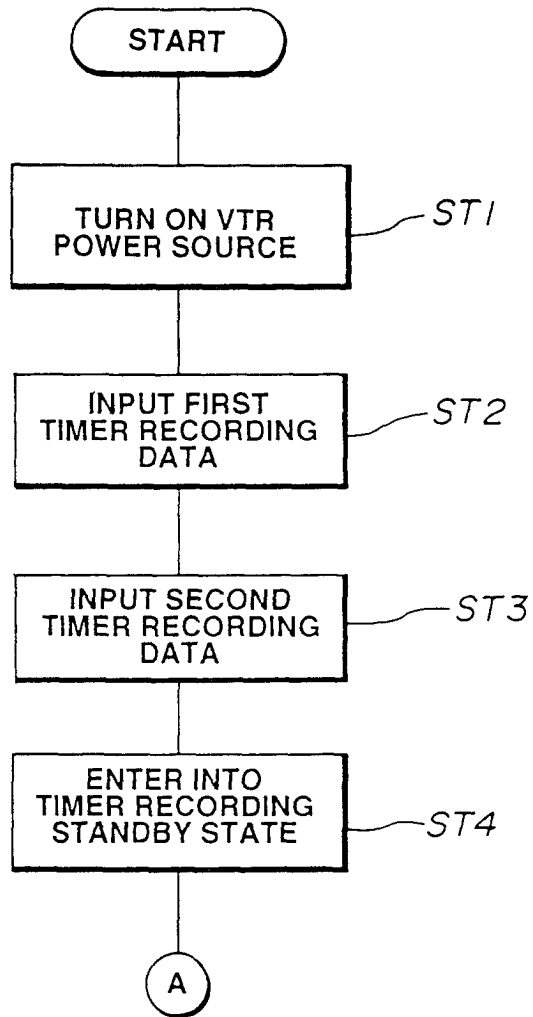 START
TURN ON VTR
POWER SOURCE
ST1
INPUT FIRST
TIMER RECORDING
DATA
ST2
INPUT SECOND
TIMER RECORDING
DATA
ST3
ENTER INTO
TIMER RECORDING
STANDBY STATE
ST4
A